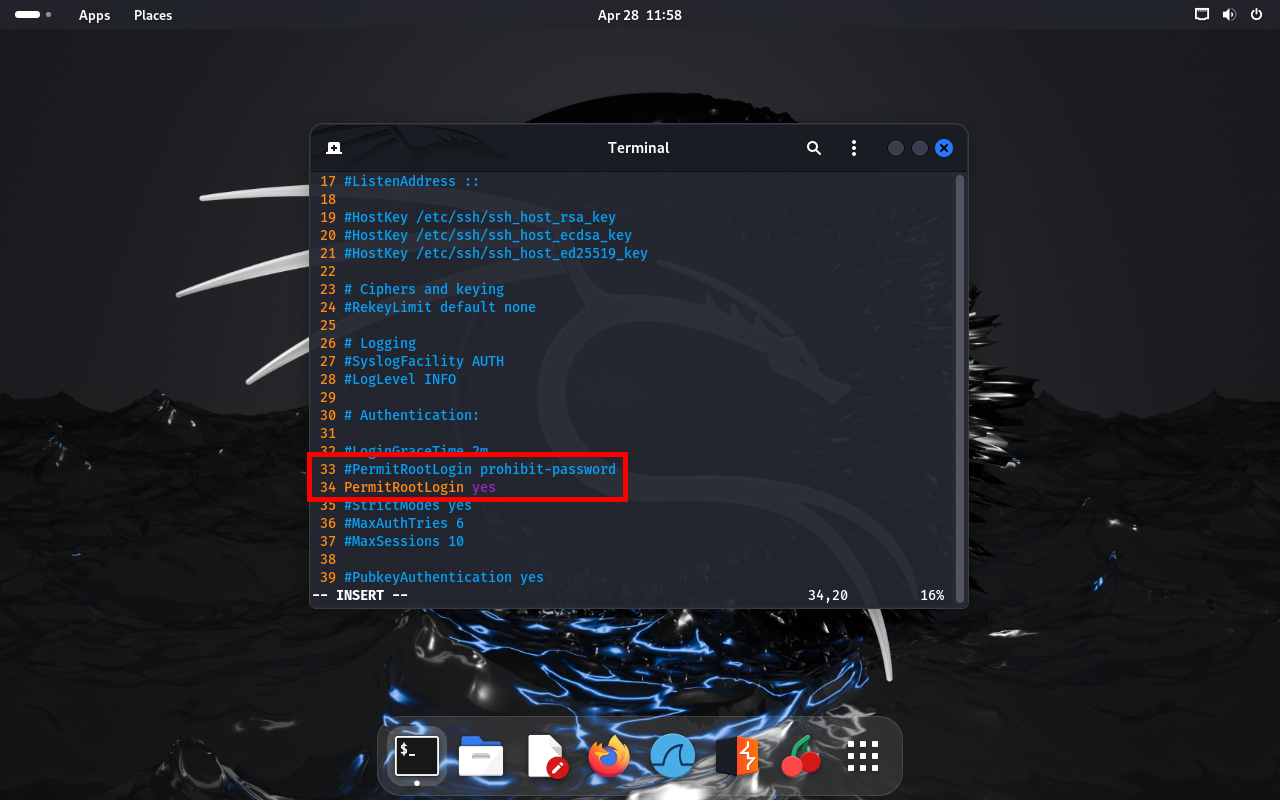 Apps Places Apr 28 11:58
Terminal
17 #ListenAddress ::
18
19 #HostKey /etc/ssh/ssh_host_rsa_key
20 #HostKey /etc/ssh/ssh_host_ecdsa_key
21 #HostKey /etc/ssh/ssh_host_ed25519_key
22
23 # Ciphers and keying
24 #RekeyLimit default none
25
26 # Logging
27 #SyslogFacility AUTH
28 #LogLevel INFO
29
30 # Authentication:
31
32 #LoginGraceTime 2m
33 #PermitRootLogin prohibit-password
34 PermitRootLogin yes
35 #StrictModes yes
36 #MaxAuthTries 6
37 #MaxSessions 10
38
39 #PubkeyAuthentication yes
-- INSERT -- 34,20 16%
$_